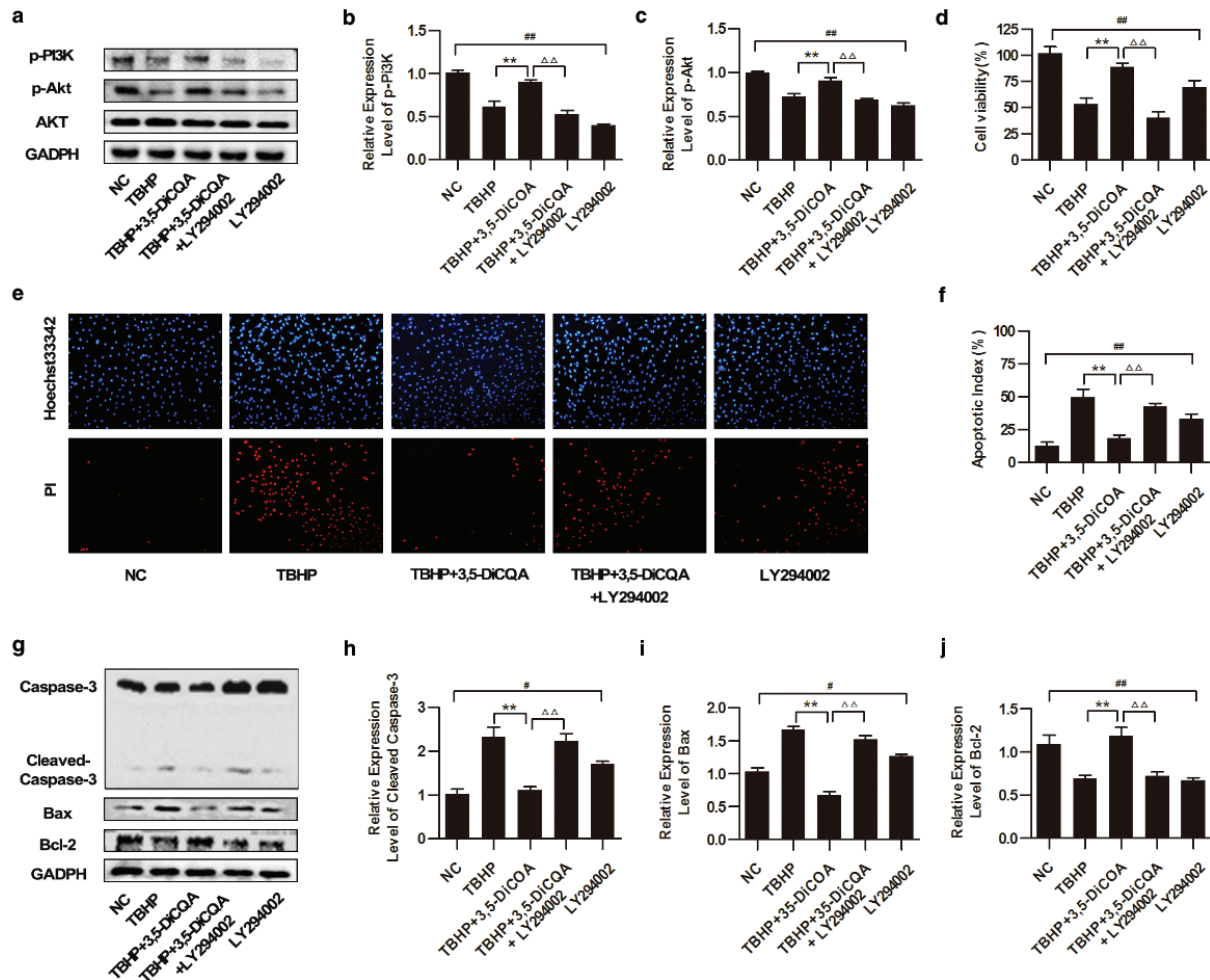 a
p-PI3K
p-Akt
AKT
GADPH
NC
TBHP
TBHP+3,5-DiCQA
TBHP+3,5-DiCQA
+LY294002
LY294002
b
Relative Expression
Level of p-Pi3K
1.5
1.0
0.5
0.0
##
**
△△
NC
TBHP
TBHP+3,5-DiCOA
TBHP+3,5-DiCQA
+ LY294002
LY294002
c
Relative Expression
Level of p-Akt
1.5
1.0
0.5
0.0
##
**
△△
NC
TBHP
TBHP+3,5-DiCOA
TBHP+3,5-DiCQA
+ LY294002
LY294002
d
Cell viability (%)
125
100
75
50
25
0
##
**
△△
NC
TBHP
TBHP+3,5-DiCOA
TBHP+3,5-DiCQA
+ LY294002
LY294002
e
Hoechst33342
PI
NC
TBHP
TBHP+3,5-DiCQA
TBHP+3,5-DiCQA
+LY294002
LY294002
f
Apoptotic Index (%)
100
75
50
25
0
##
**
△△
NC
TBHP
TBHP+3,5-DiCOA
TBHP+3,5-DiCQA
+ LY294002
LY294002
g
Caspase-3
Cleaved-
Caspase-3
Bax
Bcl-2
GADPH
NC
TBHP
TBHP+3,5-DiCQA
TBHP+3,5-DiCQA
+LY294002
LY294002
h
Relative Expression
Level of Cleaved Caspase-3
3
2
1
0
#
**
△△
NC
TBHP
TBHP+3,5-DiCOA
TBHP+3,5-DiCQA
+ LY294002
LY294002
i
Relative Expression
Level of Bax
2.0
1.5
1.0
0.5
0.0
#
**
△△
NC
TBHP
TBHP+35-DiCOA
TBHP+35-DiCQA
+ LY294002
LY294002
j
Relative Expression
Level of Bcl-2
1.5
1.0
0.5
0.0
##
**
△△
NC
TBHP
TBHP+3,5-DiCOA
TBHP+3,5-DiCQA
+ LY294002
LY294002